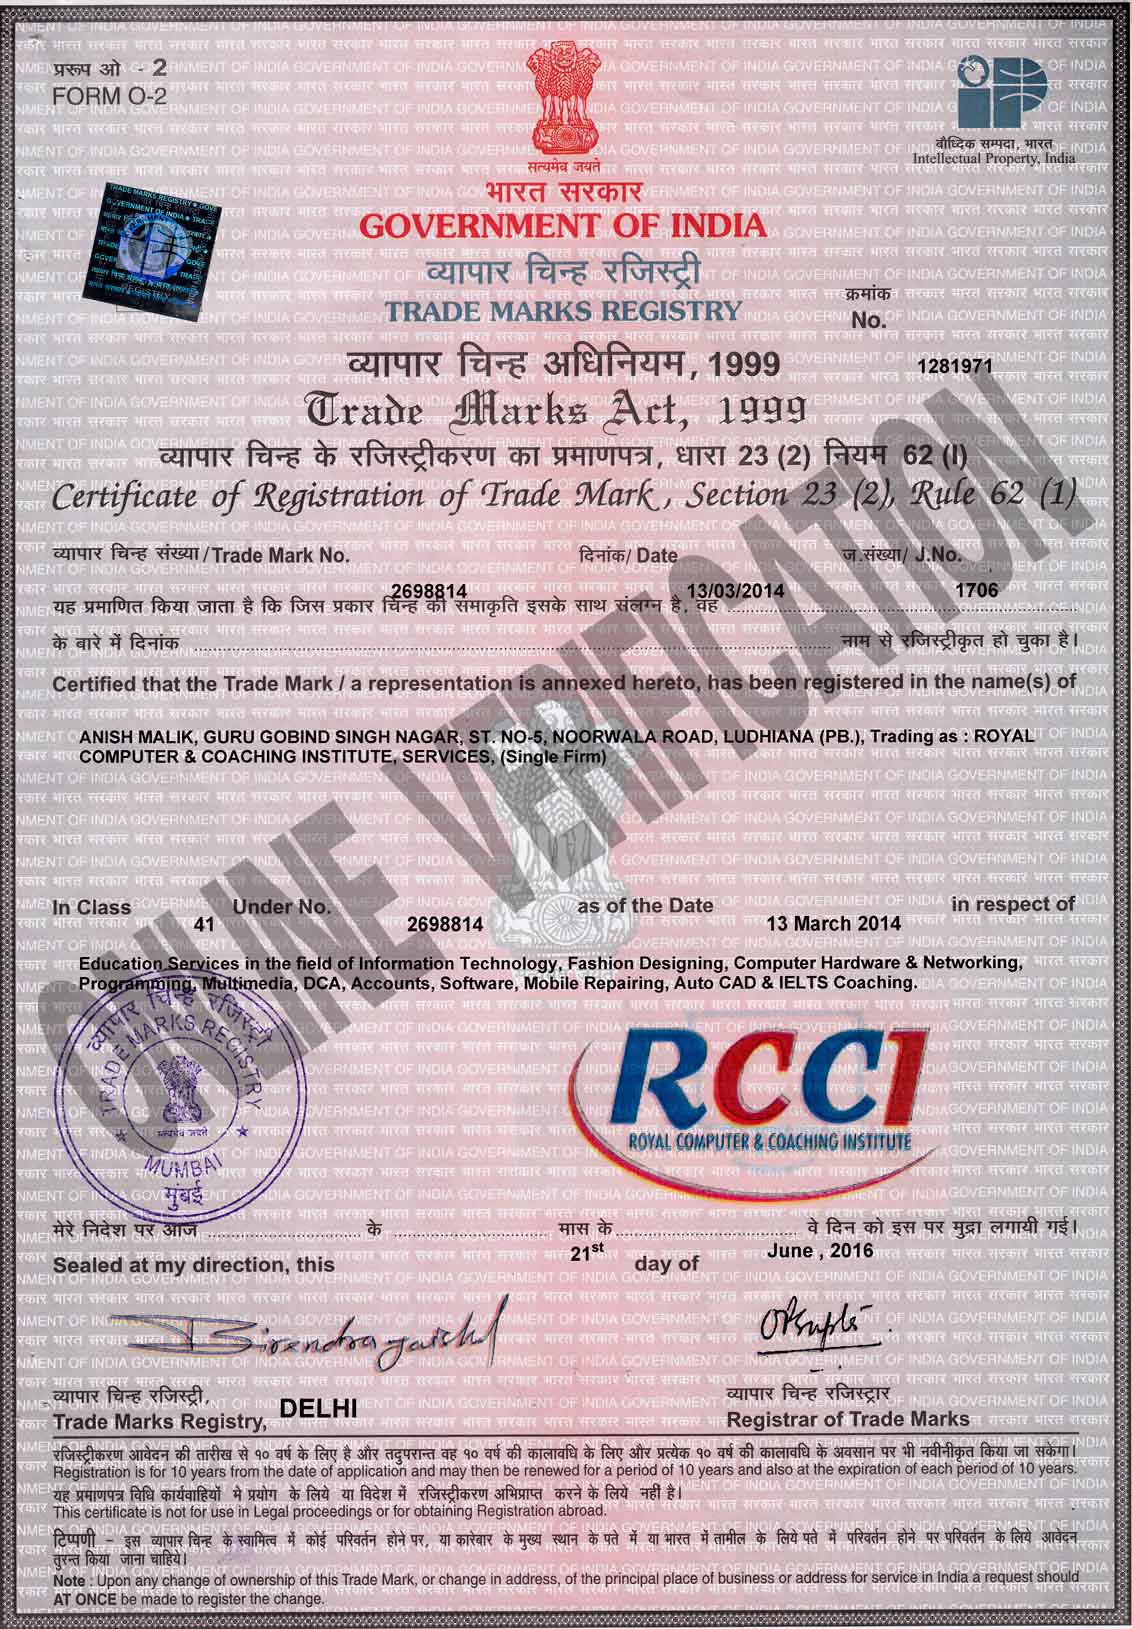 प्ररूप ओ - 2
FORM O-2
वौध्दिक सम्पदा, भारत
Intellectual Property, India
सत्यमेव जयते
भारत सरकार
GOVERNMENT OF INDIA
व्यापार चिन्ह रजिस्ट्री
TRADE MARKS REGISTRY
क्रमांक
No.
1281971
व्यापार चिन्ह अधिनियम, 1999
Trade Marks Act, 1999
व्यापार चिन्ह के रजिस्ट्रीकरण का प्रमाणपत्र, धारा 23 (2) नियम 62 (I)
Certificate of Registration of Trade Mark, Section 23 (2), Rule 62 (1)
व्यापार चिन्ह संख्या/Trade Mark No. दिनांक/ Date ज.संख्या/ J.No.
2698814 13/03/2014 1706
यह प्रमाणित किया जाता है कि जिस प्रकार चिन्ह की समाकृति इसके साथ संलग्न है, वह
के बारे में दिनांक नाम से रजिस्ट्रीकृत हो चुका है।
Certified that the Trade Mark / a representation is annexed hereto, has been registered in the name(s) of
ANISH MALIK, GURU GOBIND SINGH NAGAR, ST. NO-5, NOORWALA ROAD, LUDHIANA (PB.), Trading as : ROYAL
COMPUTER & COACHING INSTITUTE, SERVICES, (Single Firm)
ONLINE VERIFICATION
In Class 41 Under No. 2698814 as of the Date 13 March 2014 in respect of
Education Services in the field of Information Technology, Fashion Designing, Computer Hardware & Networking,
Programming, Multimedia, DCA, Accounts, Software, Mobile Repairing, Auto CAD & IELTS Coaching.
व्यापार चिन्ह रजिस्ट्री
TRADE MARKS REGISTRY
सत्यमेव जयते
MUMBAI
मुंबई
RCCI
ROYAL COMPUTER & COACHING INSTITUTE
मेरे निदेश पर आज के मास के वे दिन को इस पर मुद्रा लगायी गई।
Sealed at my direction, this 21st day of June , 2016
व्यापार चिन्ह रजिस्ट्री,
Trade Marks Registry, DELHI
व्यापार चिन्ह रजिस्ट्रार
Registrar of Trade Marks
रजिस्ट्रीकरण आवेदन की तारीख से १० वर्ष के लिए है और तदुपरान्त वह १० वर्ष की कालावधि के लिए और प्रत्येक १० वर्ष की कालावधि के अवसान पर भी नवीनीकृत किया जा सकेगा।
Registration is for 10 years from the date of application and may then be renewed for a period of 10 years and also at the expiration of each period of 10 years.
यह प्रमाणपत्र विधि कार्यवाहियों मे प्रयोग के लिये या विदेश में रजिस्ट्रीकरण अभिप्राप्त करने के लिये नहीं है।
This certificate is not for use in Legal proceedings or for obtaining Registration abroad.
टिप्पणी – इस व्यापार चिन्ह के स्वामित्व में कोई परिवर्तन होने पर, या कारेबार के मुख्य स्थान के पते में या भारत में तामील के लिये पते में परिवर्तन होने पर परिवर्तन के लिये आवेदन
तुरन्त किया जाना चाहिये।
Note : Upon any change of ownership of this Trade Mark, or change in address, of the principal place of business or address for service in India a request should
AT ONCE be made to register the change.